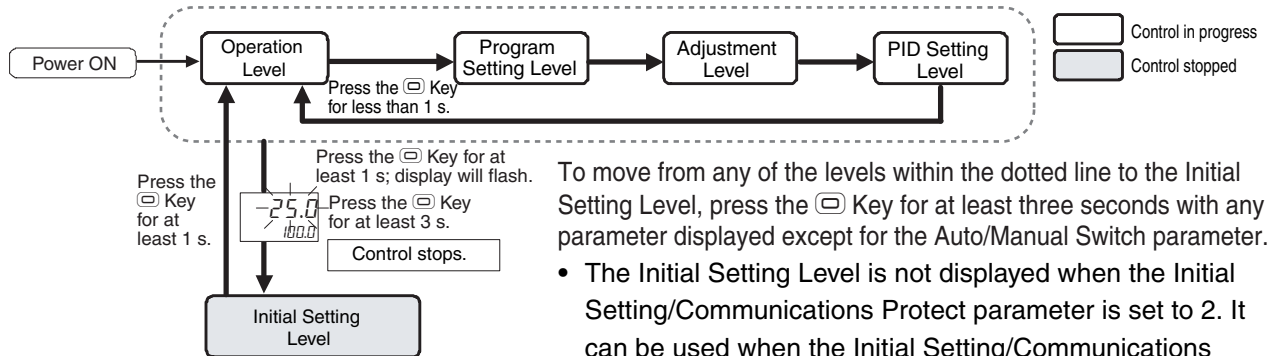 Power ON
Operation
Level
Program
Setting Level
Adjustment
Level
PID Setting
Level
Control in progress
Control stopped
Press the Key
for less than 1 s.
Press the
Key
for at
least 1 s.
Press the Key for at
least 1 s; display will flash.
25.0
100.0
Press the Key
for at least 3 s.
Control stops.
Initial Setting
Level
To move from any of the levels within the dotted line to the Initial
Setting Level, press the Key for at least three seconds with any
parameter displayed except for the Auto/Manual Switch parameter.
• The Initial Setting Level is not displayed when the Initial
Setting/Communications Protect parameter is set to 2. It
can be used when the Initial Setting/Communications